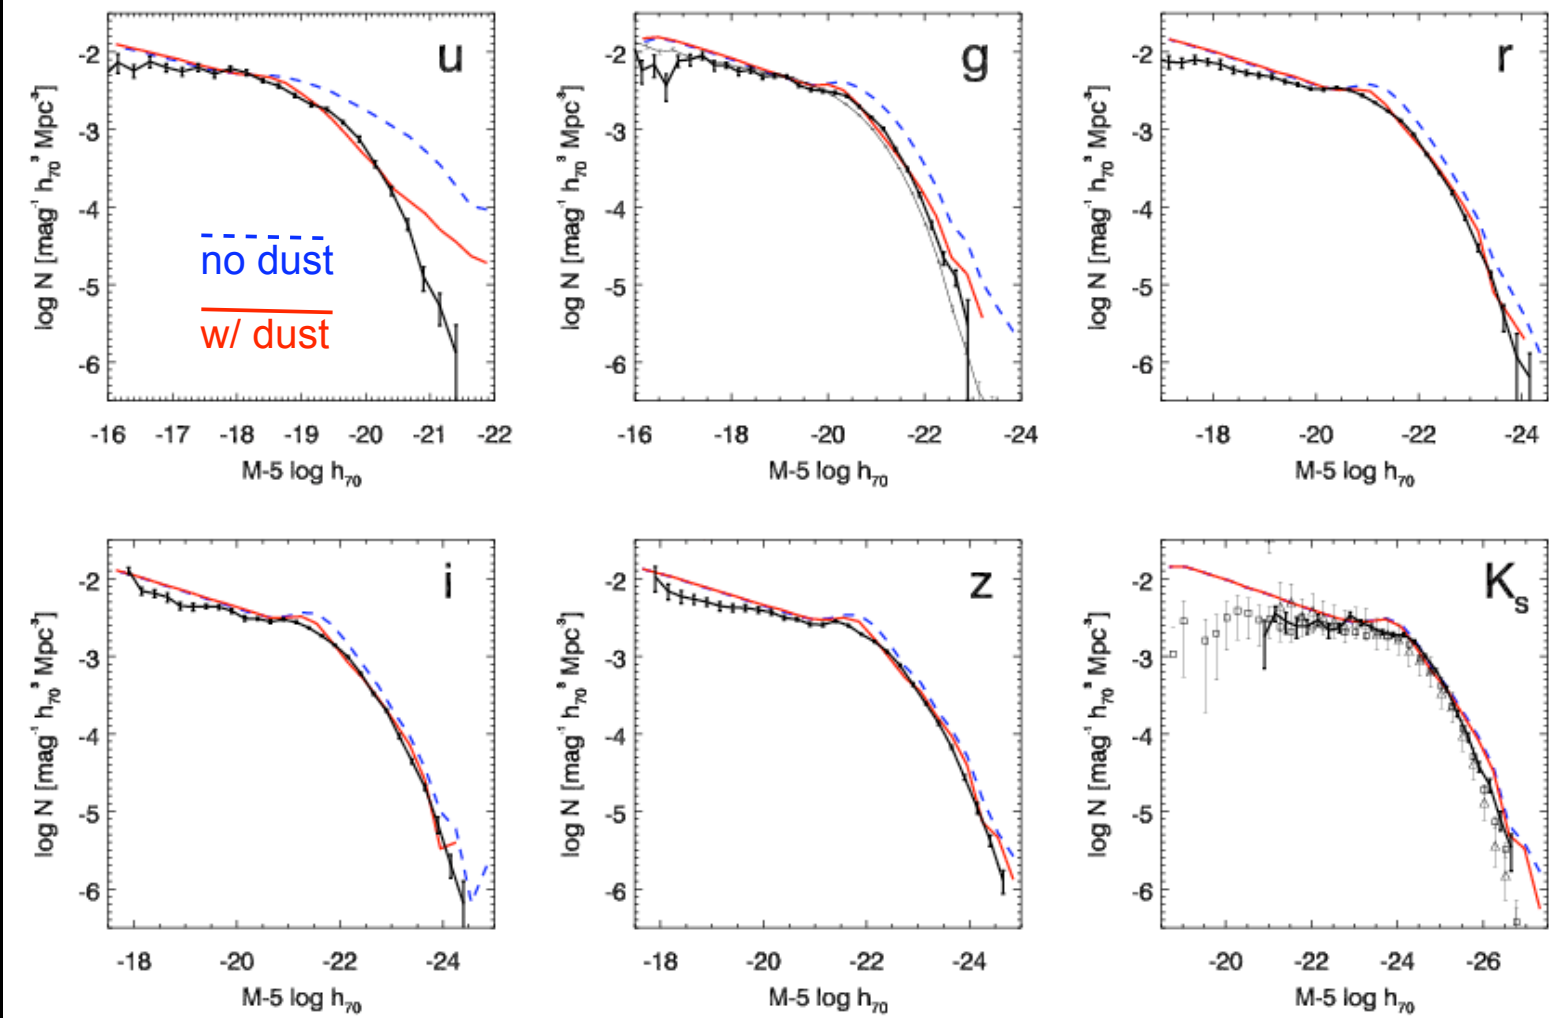 u
g
r
log N [mag⁻¹ h₇₀³ Mpc⁻³]
-2
-3
-4
-5
-6
no dust
w/ dust
-16 -17 -18 -19 -20 -21 -22
M-5 log h₇₀
log N [mag⁻¹ h₇₀³ Mpc⁻³]
-2
-3
-4
-5
-6
-16 -18 -20 -22 -24
M-5 log h₇₀
log N [mag⁻¹ h₇₀³ Mpc⁻³]
-2
-3
-4
-5
-6
-18 -20 -22 -24
M-5 log h₇₀
i
z
Kₛ
log N [mag⁻¹ h₇₀³ Mpc⁻³]
-2
-3
-4
-5
-6
-18 -20 -22 -24
M-5 log h₇₀
log N [mag⁻¹ h₇₀³ Mpc⁻³]
-2
-3
-4
-5
-6
-18 -20 -22 -24
M-5 log h₇₀
log N [mag⁻¹ h₇₀³ Mpc⁻³]
-2
-3
-4
-5
-6
-20 -22 -24 -26
M-5 log h₇₀